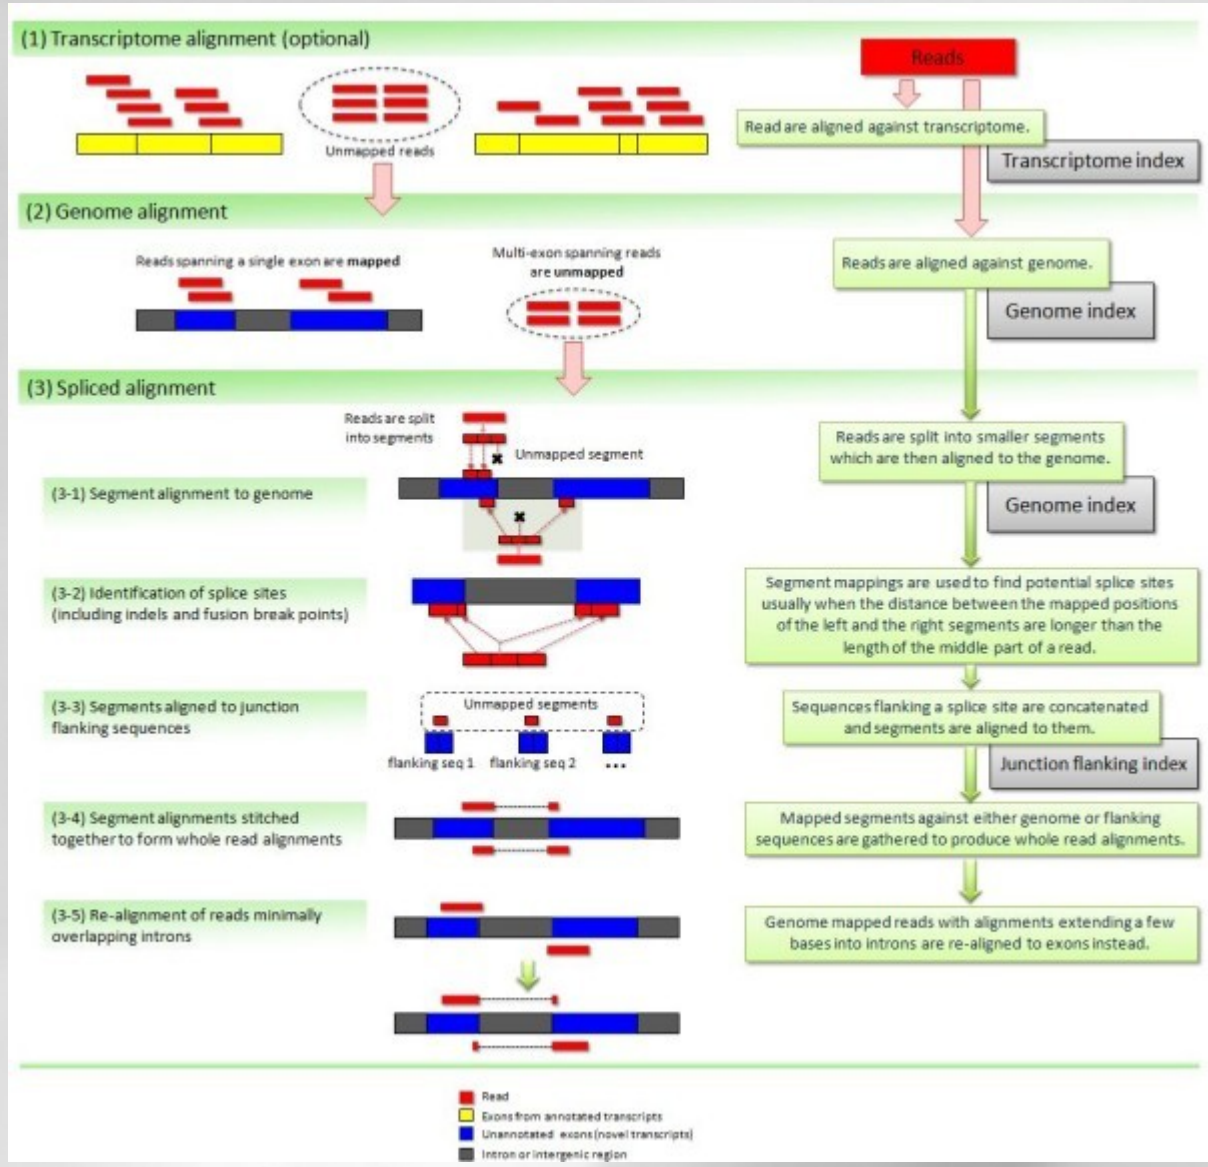 (1) Transcriptome alignment (optional)
Reads
Unmapped reads
Read are aligned against transcriptome.
Transcriptome index
(2) Genome alignment
Reads spanning a single exon are mapped
Multi-exon spanning reads
are unmapped
Reads are aligned against genome.
Genome index
(3) Spliced alignment
Reads are split
into segments
Unmapped segment
(3-1) Segment alignment to genome
Reads are split into smaller segments
which are then aligned to the genome.
Genome index
(3-2) Identification of splice sites
(including indels and fusion break points)
Segment mappings are used to find potential splice sites
usually when the distance between the mapped positions
of the left and the right segments are longer than the
length of the middle part of a read.
(3-3) Segments aligned to junction
flanking sequences
Unmapped segments
flanking seq 1
flanking seq 2
...
Sequences flanking a splice site are concatenated
and segments are aligned to them.
Junction flanking index
(3-4) Segment alignments stitched
together to form whole read alignments
Mapped segments against either genome or flanking
sequences are gathered to produce whole read alignments.
(3-5) Re-alignment of reads minimally
overlapping introns
Genome mapped reads with alignments extending a few
bases into introns are re-aligned to exons instead.
Read
Exons from annotated transcripts
Unannotated exons (novel transcripts)
Intron or intergenic region